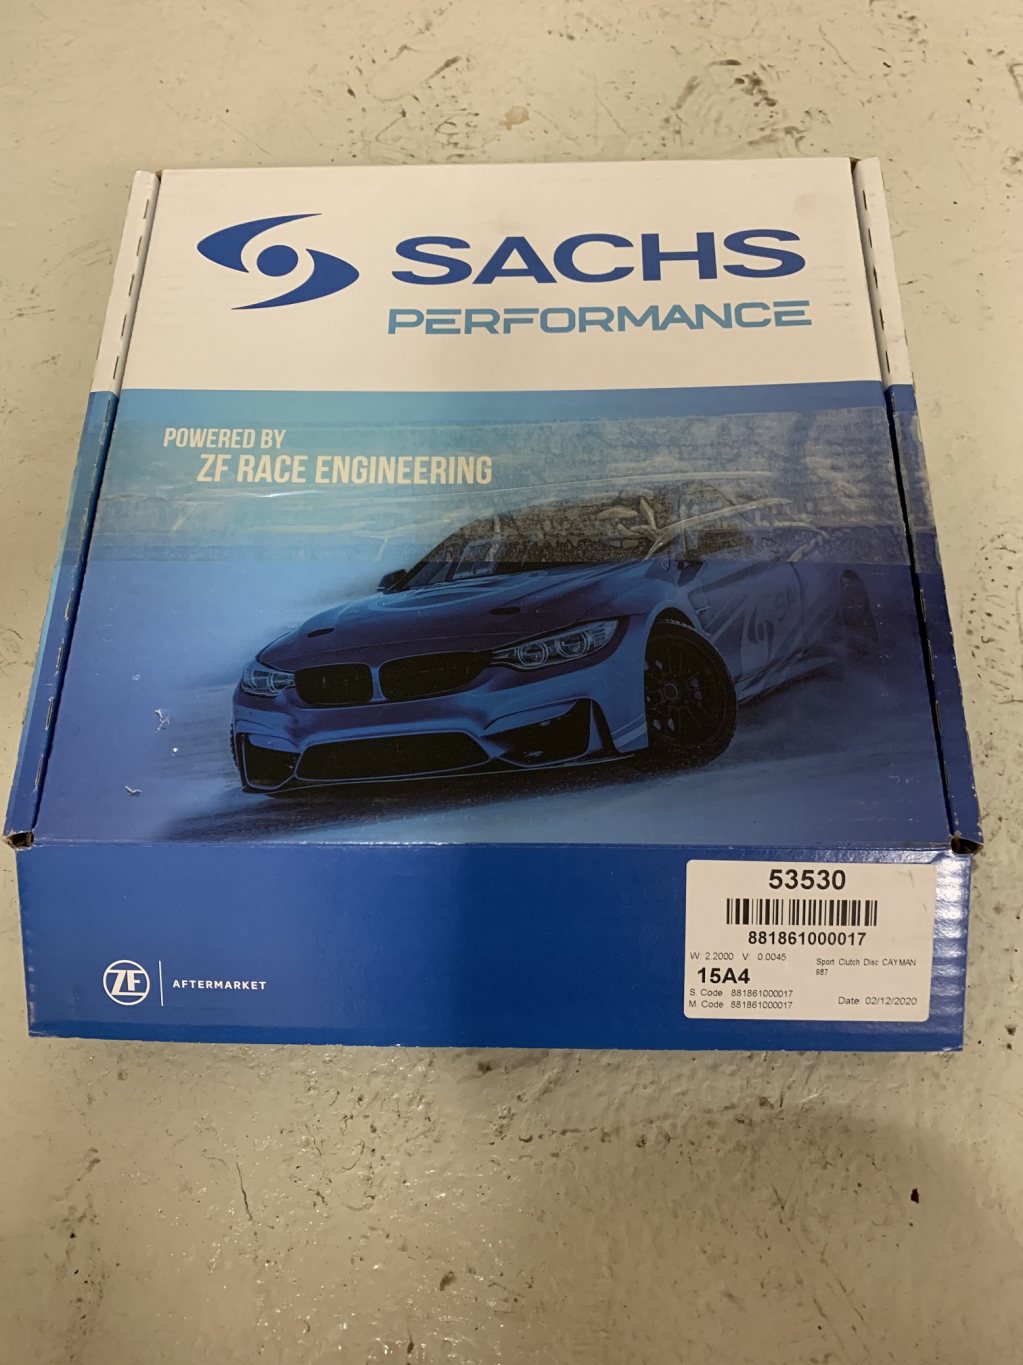 SACHS
PERFORMANCE
POWERED BY
ZF RACE ENGINEERING
53530
881861000017
W: 2.2000 V: 0.0045
Sport Clutch Disc CAYMAN
987
15A4
S. Code 881861000017
M. Code 881861000017
Date: 02/12/2020
ZF
AFTERMARKET